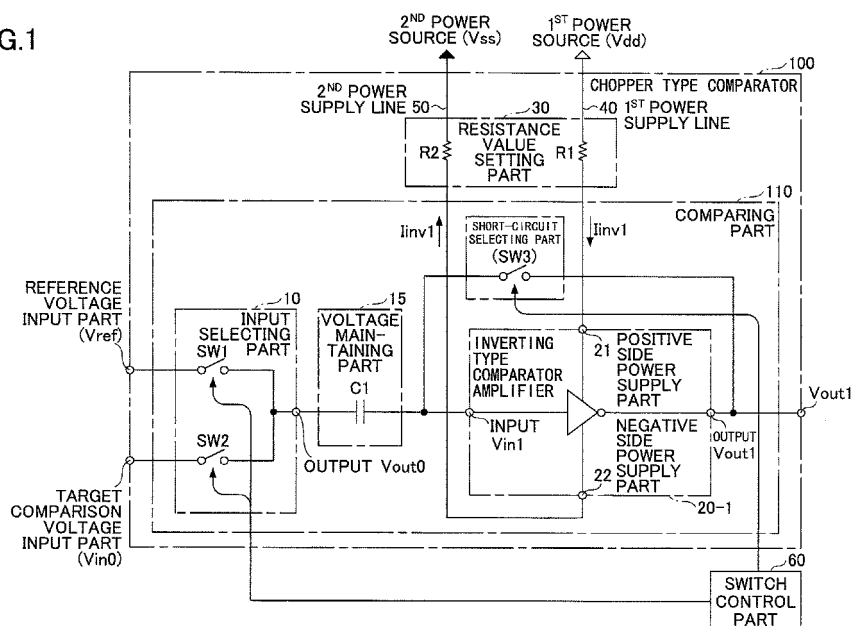 G.1
2ND POWER
SOURCE (Vss)
1ST POWER
SOURCE (Vdd)
100
CHOPPER TYPE COMPARATOR
2ND POWER
SUPPLY LINE
50
30
40
1ST POWER
SUPPLY LINE
RESISTANCE
VALUE
SETTING
PART
R2
R1
110
COMPARING
PART
Iinv1
Iinv1
SHORT-CIRCUIT
SELECTING PART
(SW3)
REFERENCE
VOLTAGE
INPUT PART
(Vref)
10
INPUT
SELECTING
PART
SW1
15
VOLTAGE
MAIN-
TAINING
PART
C1
INVERTING
TYPE
COMPARATOR
AMPLIFIER
21
POSITIVE
SIDE
POWER
SUPPLY
PART
Vout1
SW2
OUTPUT Vout0
INPUT
Vin1
OUTPUT
Vout1
NEGATIVE
SIDE
POWER
SUPPLY
PART
22
20-1
TARGET
COMPARISON
VOLTAGE
INPUT PART
(Vin0)
60
SWITCH
CONTROL
PART